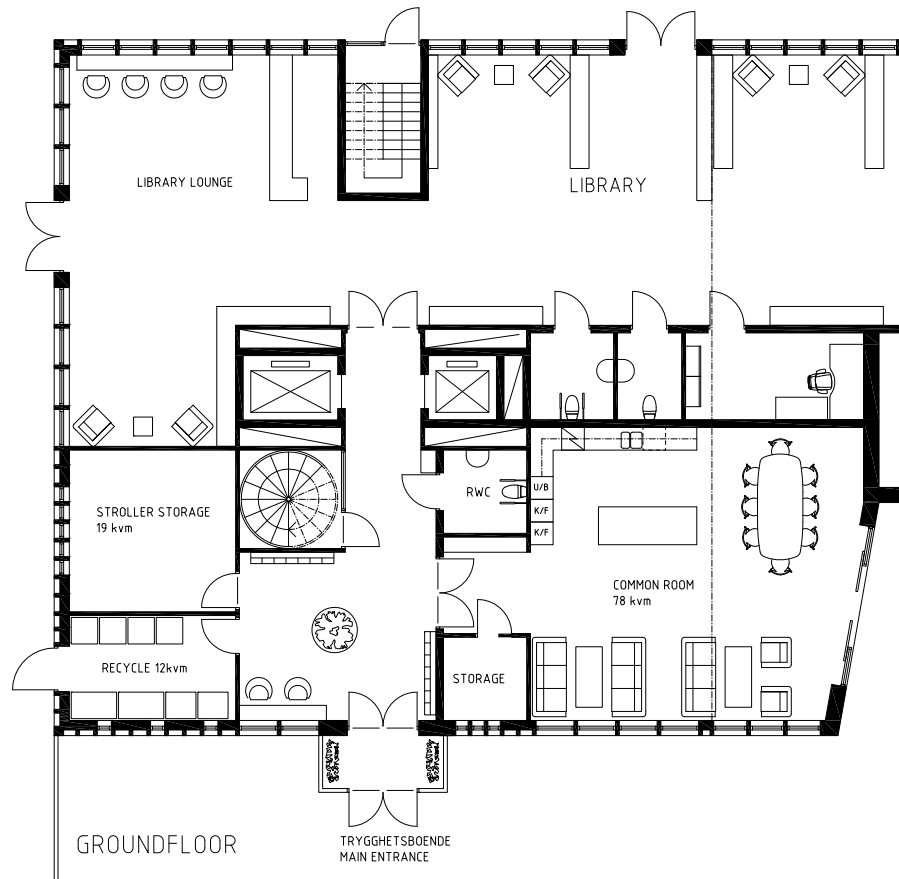 LIBRARY LOUNGE
LIBRARY
STROLLER STORAGE
19 kvm
RWC
U/B
K/F
K/F
COMMON ROOM
78 kvm
RECYCLE 12kvm
STORAGE
GROUNDFLOOR
TRYGGHETSBOENDE
MAIN ENTRANCE